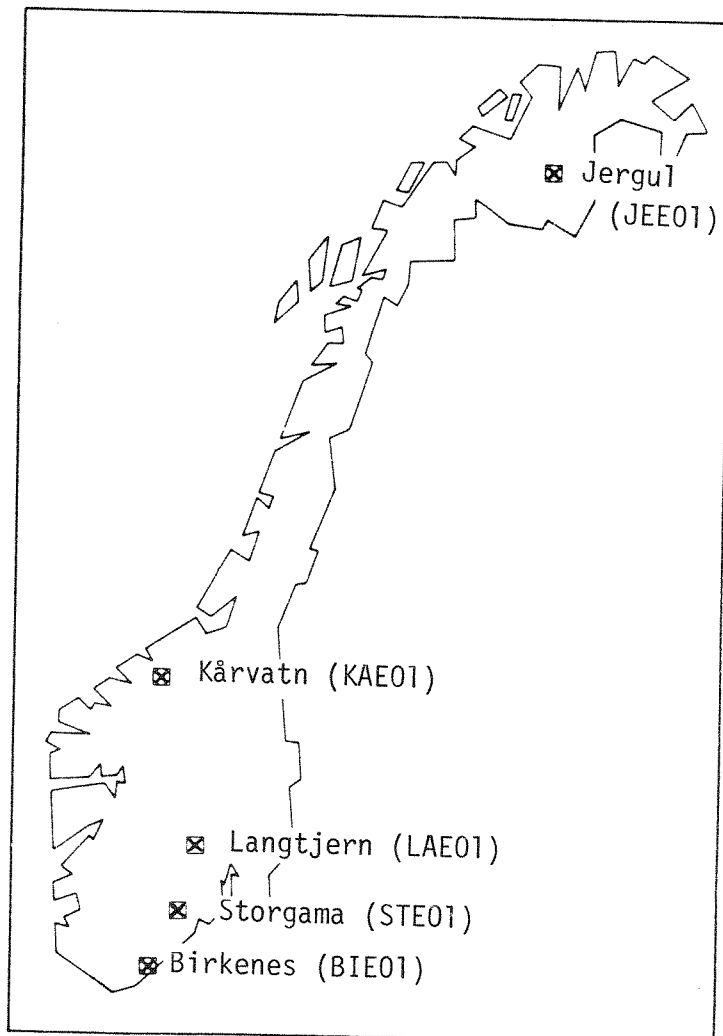 Jergul
(JEE01)
Kårvatn (KAE01)
Langtjern (LAE01)
Storgama (STE01)
Birkenes (BIE01)